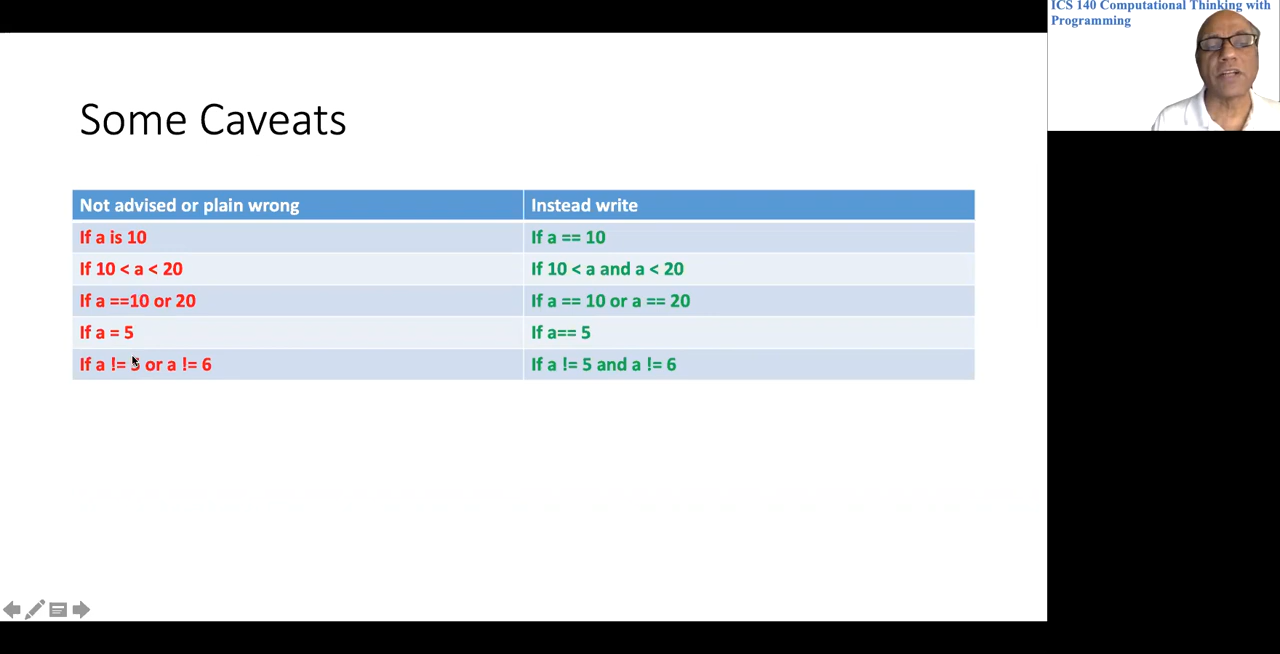 ICS 140 Computational Thinking with
Programming
Some Caveats
Not advised or plain wrong
Instead write
If a is 10
If a == 10
If 10 < a < 20
If 10 < a and a < 20
If a ==10 or 20
If a == 10 or a == 20
If a = 5
If a== 5
If a != 5 or a != 6
If a != 5 and a != 6